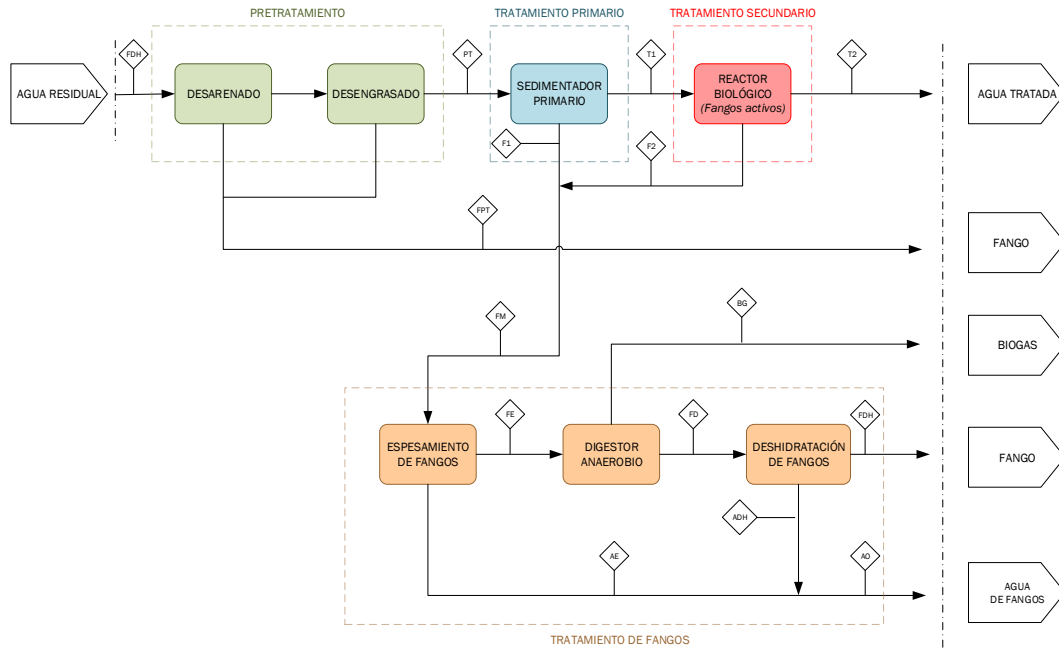 PRETRATAMIENTO
TRATAMIENTO PRIMARIO
TRATAMIENTO SECUNDARIO
FDH
PT
T1
T2
AGUA RESIDUAL
DESARENADO
DESENGRASADO
SEDIMENTADOR
PRIMARIO
REACTOR
BIOLÓGICO
(Fangos activos)
AGUA TRATADA
F1
F2
FPT
FANGO
BG
FM
BIOGAS
FE
FD
FDH
ESPESAMIENTO
DE FANGOS
DIGESTOR
ANAEROBIO
DESHIDRATACIÓN
DE FANGOS
FANGO
ADH
AE
AO
AGUA
DE FANGOS
TRATAMIENTO DE FANGOS